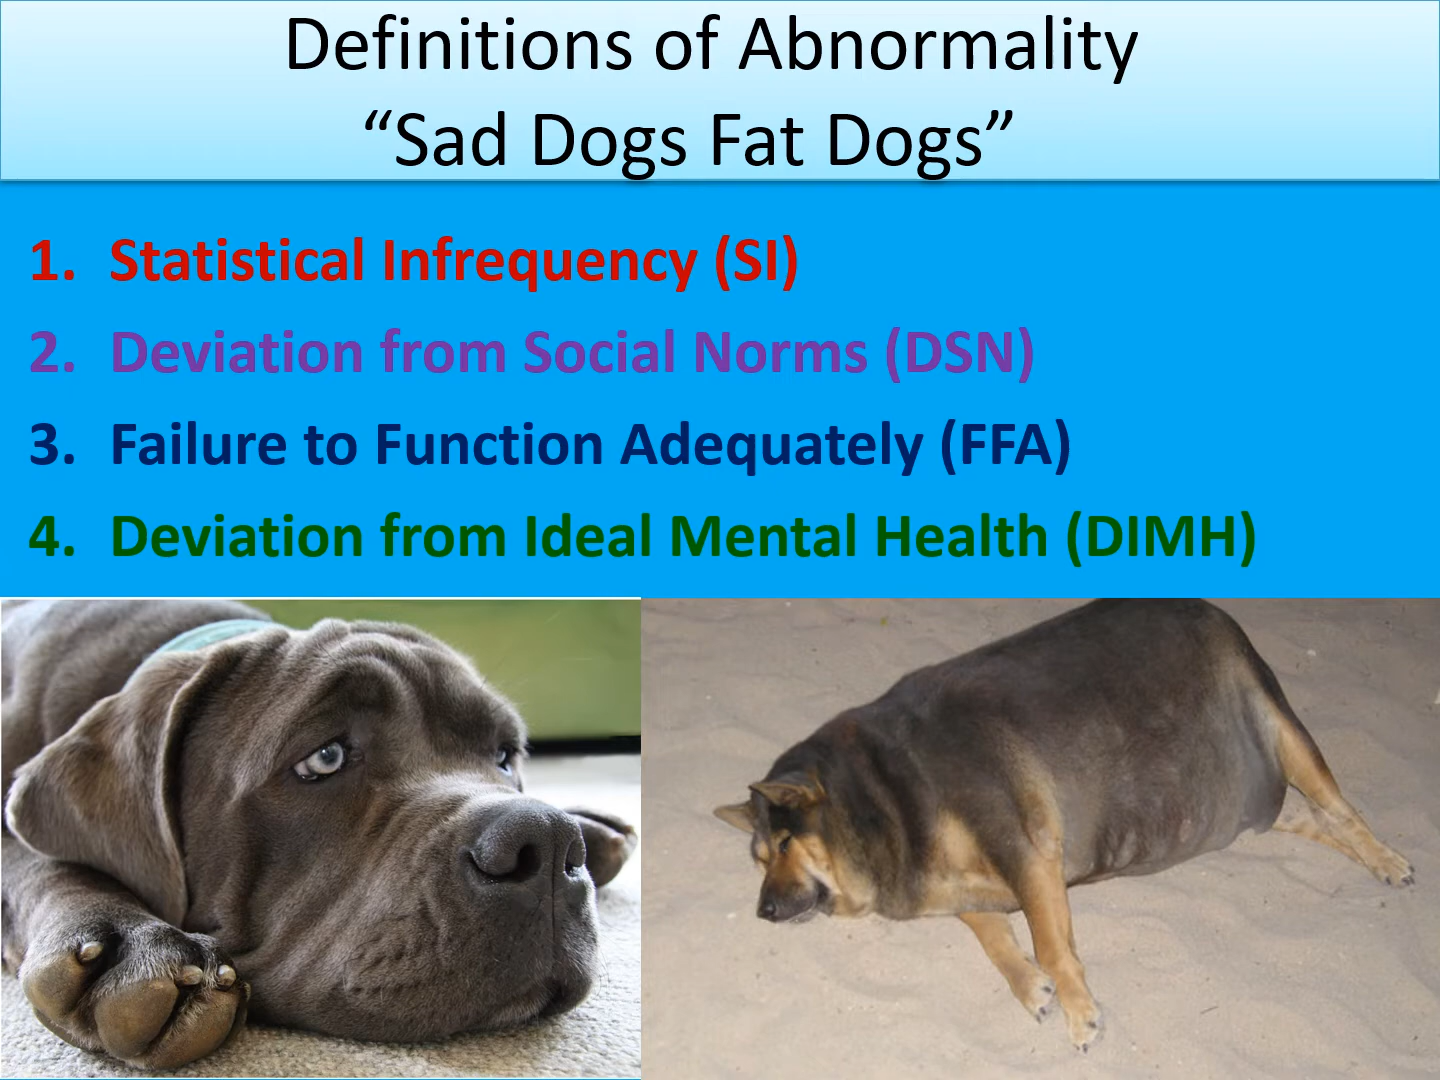 Definitions of Abnormality
“Sad Dogs Fat Dogs”
1. Statistical Infrequency (SI)
2. Deviation from Social Norms (DSN)
3. Failure to Function Adequately (FFA)
4. Deviation from Ideal Mental Health (DIMH)